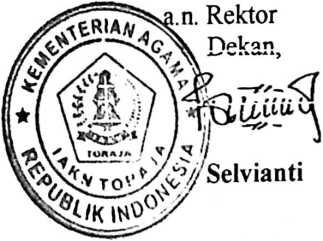 a.n. Rektor
Dekan,
KEMENTERIAN AGAMA
TORAJA
IAKN TORAJA
REPUBLIK INDONESIA
Selvianti